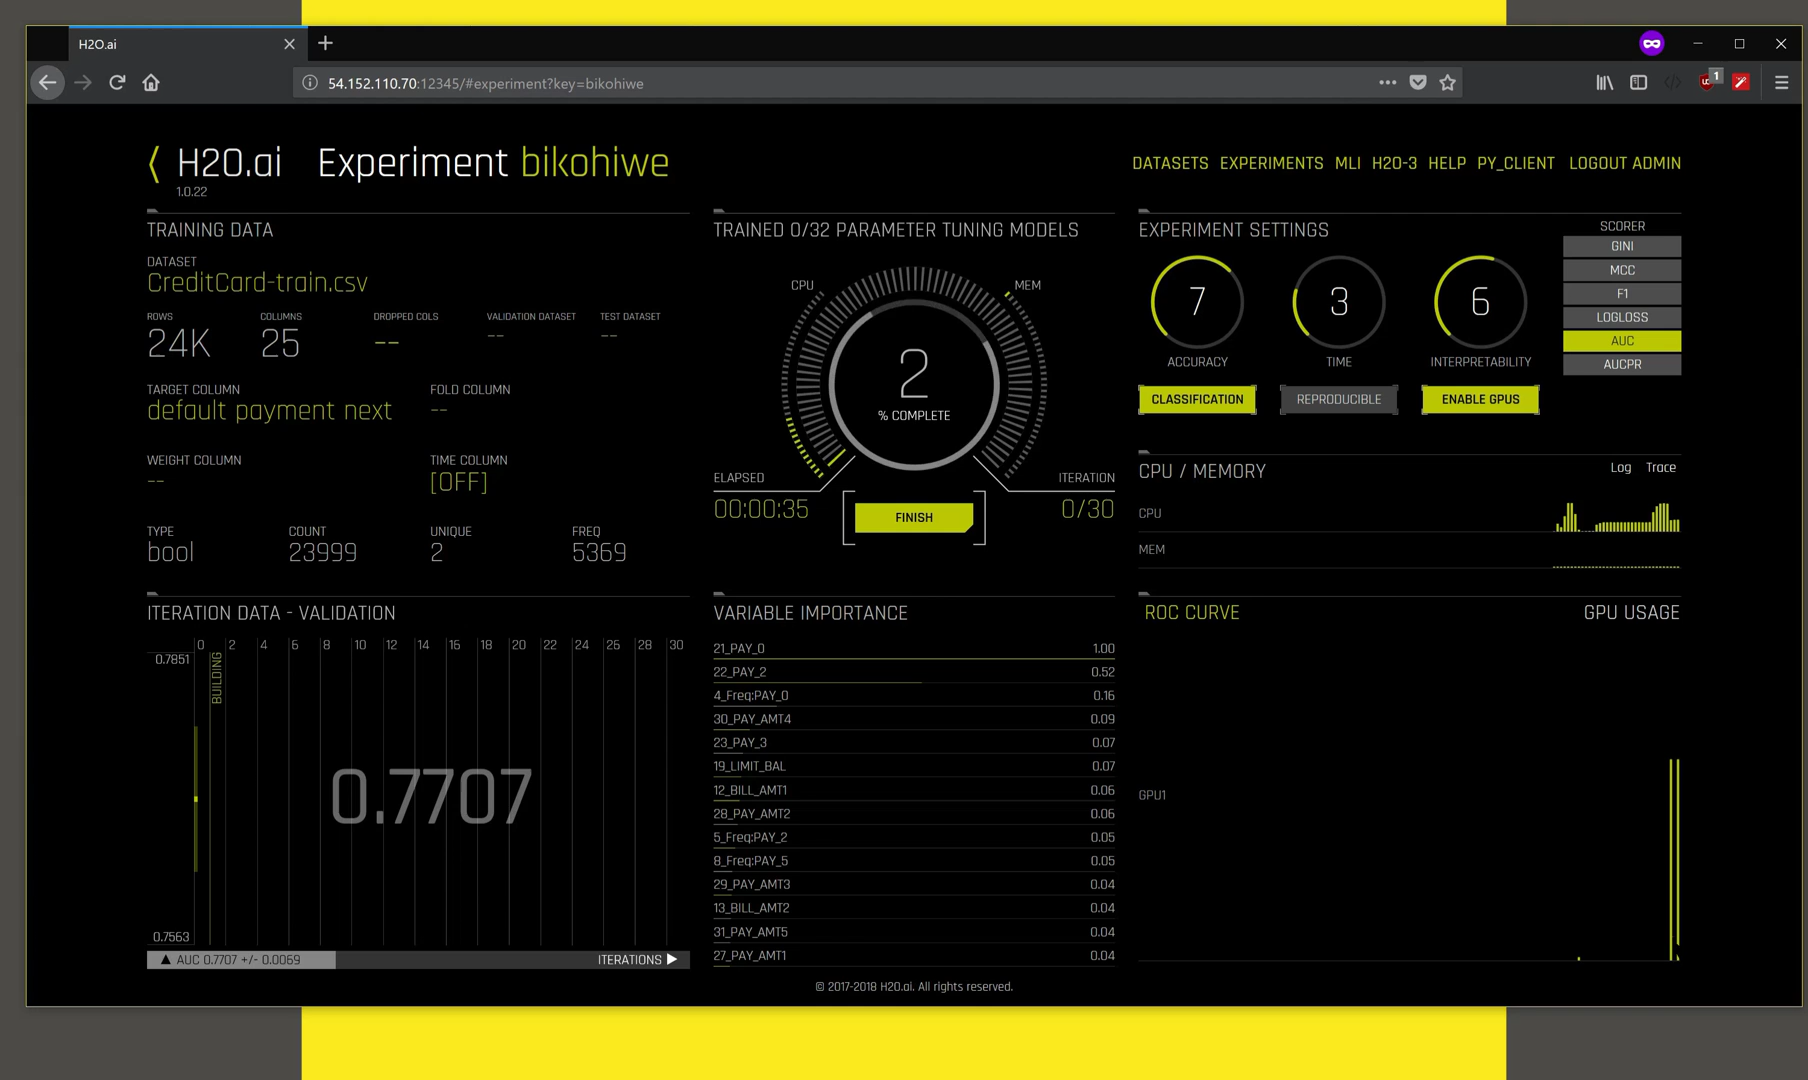 H2O.ai
54.152.110.70:12345/#experiment?key=bikohiwe
1
H2O.ai Experiment bikohiwe
1.0.22
DATASETS EXPERIMENTS MLI H2O-3 HELP PY_CLIENT LOGOUT ADMIN
TRAINING DATA
DATASET
CreditCard-train.csv
ROWS COLUMNS DROPPED COLS VALIDATION DATASET TEST DATASET
24K 25 -- -- --
TARGET COLUMN FOLD COLUMN
default payment next --
WEIGHT COLUMN TIME COLUMN
-- [OFF]
TYPE COUNT UNIQUE FREQ
bool 23999 2 5369
TRAINED 0/32 PARAMETER TUNING MODELS
CPU MEM
2
% COMPLETE
ELAPSED ITERATION
00:00:35 0/30
FINISH
EXPERIMENT SETTINGS
7 3 6
ACCURACY TIME INTERPRETABILITY
CLASSIFICATION REPRODUCIBLE ENABLE GPUS
SCORER
GINI
MCC
F1
LOGLOSS
AUC
AUCPR
CPU / MEMORY Log Trace
CPU
MEM
ITERATION DATA - VALIDATION
0 2 4 6 8 10 12 14 16 18 20 22 24 26 28 30
0.7851
BUILDING
0.7707
0.7563
AUC 0.7707 +/- 0.0069 ITERATIONS
VARIABLE IMPORTANCE
21_PAY_0 1.00
22_PAY_2 0.52
4_Freq:PAY_0 0.16
30_PAY_AMT4 0.09
23_PAY_3 0.07
19_LIMIT_BAL 0.07
12_BILL_AMT1 0.06
28_PAY_AMT2 0.06
5_Freq:PAY_2 0.05
8_Freq:PAY_5 0.05
29_PAY_AMT3 0.04
13_BILL_AMT2 0.04
31_PAY_AMT5 0.04
27_PAY_AMT1 0.04
ROC CURVE GPU USAGE
GPU1
© 2017-2018 H2O.ai. All rights reserved.